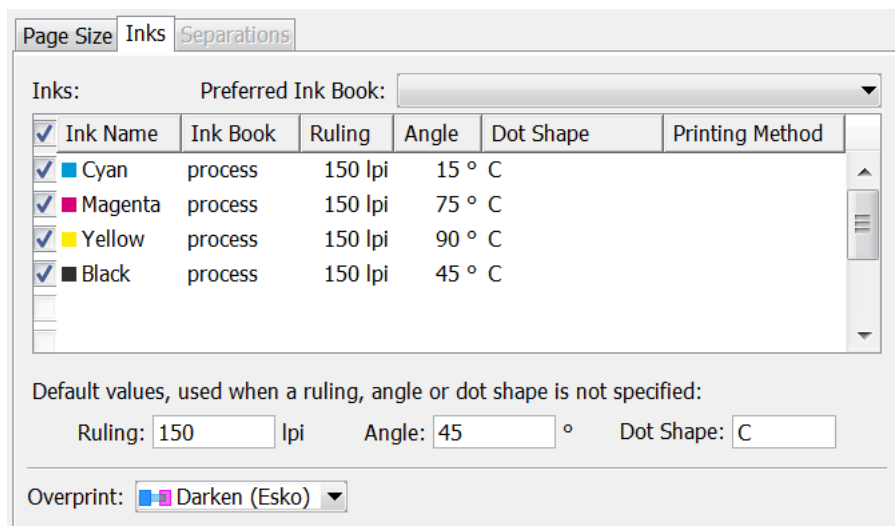 Page Size Inks Separations
Inks: Preferred Ink Book:
Ink Name Ink Book Ruling Angle Dot Shape Printing Method
Cyan process 150 lpi 15 ° C
Magenta process 150 lpi 75 ° C
Yellow process 150 lpi 90 ° C
Black process 150 lpi 45 ° C
Default values, used when a ruling, angle or dot shape is not specified:
Ruling: 150 lpi Angle: 45 ° Dot Shape: C
Overprint: Darken (Esko)